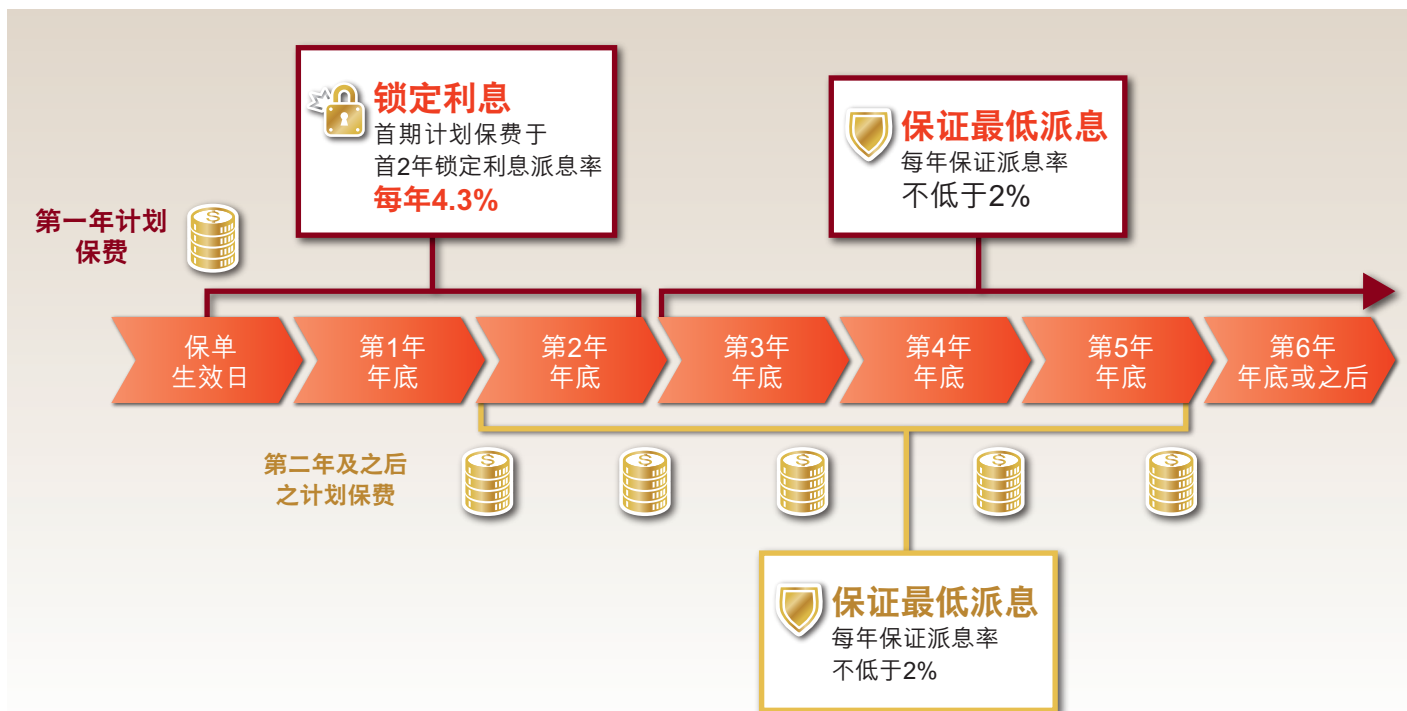 锁定利息
首期计划保费于
首2年锁定利息派息率
每年4.3%
保证最低派息
每年保证派息率
不低于2%
第一年计划
保费
$
保单
生效日
第1年
年底
第2年
年底
第3年
年底
第4年
年底
第5年
年底
第6年
年底或之后
第二年及之后
之计划保费
$
$
$
$
$
保证最低派息
每年保证派息率
不低于2%